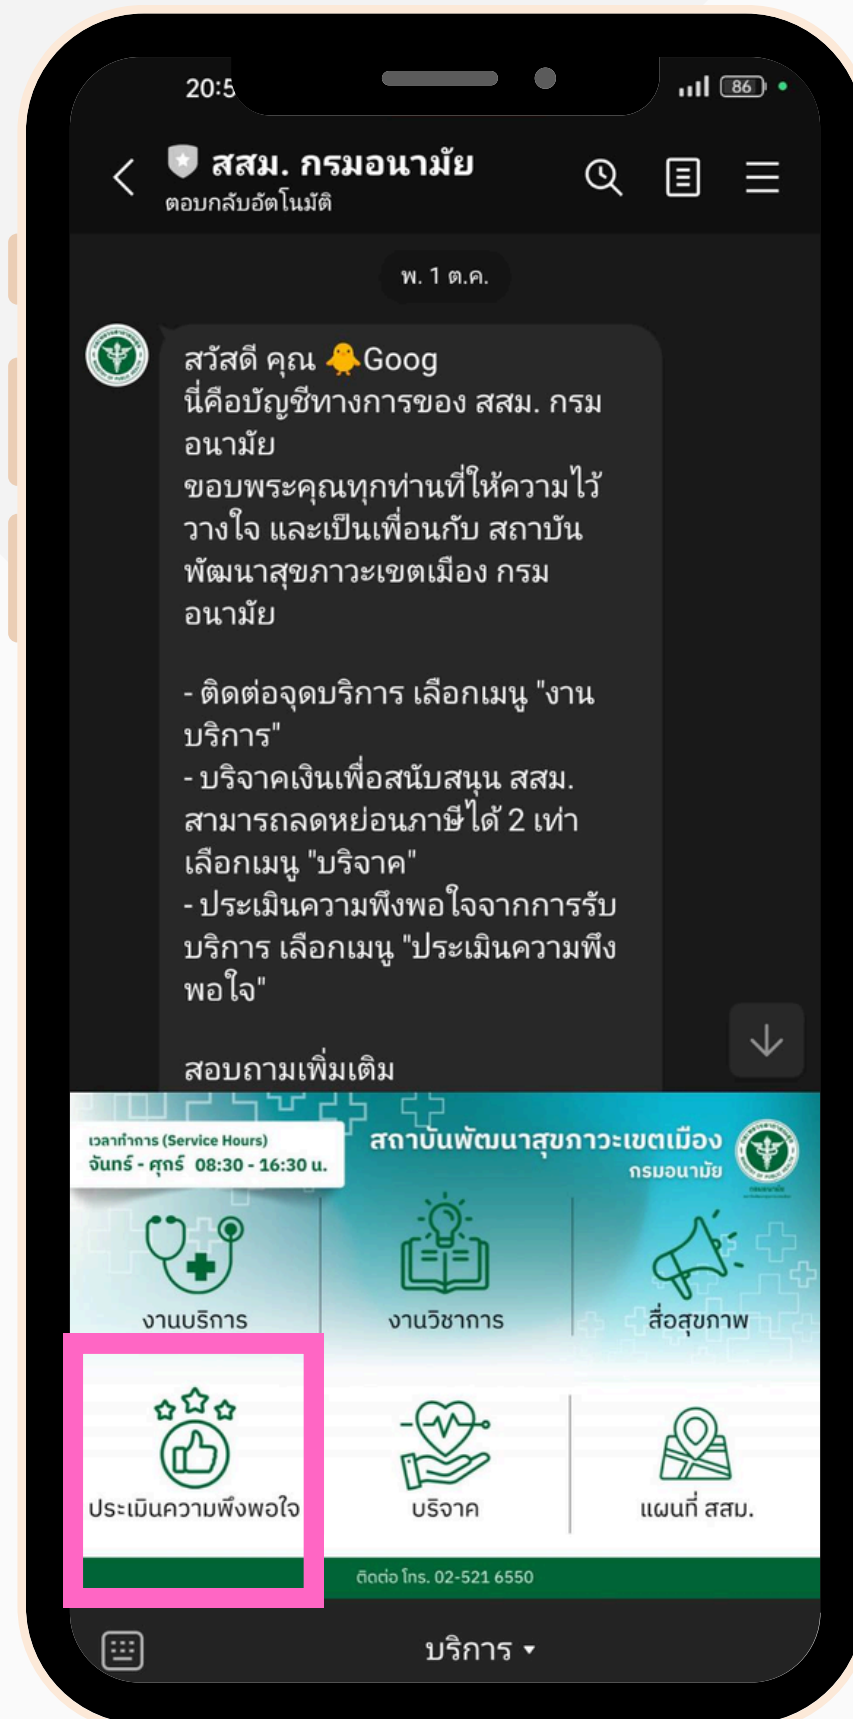 20:5
86
สสม. กรมอนามัย
ตอบกลับอัตโนมัติ
พ. 1 ต.ค.
สวัสดี คุณ 🐥Goog
นี่คือบัญชีทางการของ สสม. กรม
อนามัย
ขอบพระคุณทุกท่านที่ให้ความไว้
วางใจ และเป็นเพื่อนกับ สถาบัน
พัฒนาสุขภาวะเขตเมือง กรม
อนามัย
- ติดต่อจุดบริการ เลือกเมนู "งาน
บริการ"
- บริจาคเงินเพื่อสนับสนุน สสม.
สามารถลดหย่อนภาษีได้ 2 เท่า
เลือกเมนู "บริจาค"
- ประเมินความพึงพอใจจากการรับ
บริการ เลือกเมนู "ประเมินความพึง
พอใจ"
สอบถามเพิ่มเติม
เวลาทำการ (Service Hours)
จันทร์ - ศุกร์ 08:30 - 16:30 น.
สถาบันพัฒนาสุขภาวะเขตเมือง
กรมอนามัย
งานบริการ
งานวิชาการ
สื่อสุขภาพ
ประเมินความพึงพอใจ
บริจาค
แผนที่ สสม.
ติดต่อ โทร. 02-521 6550
บริการ ▾